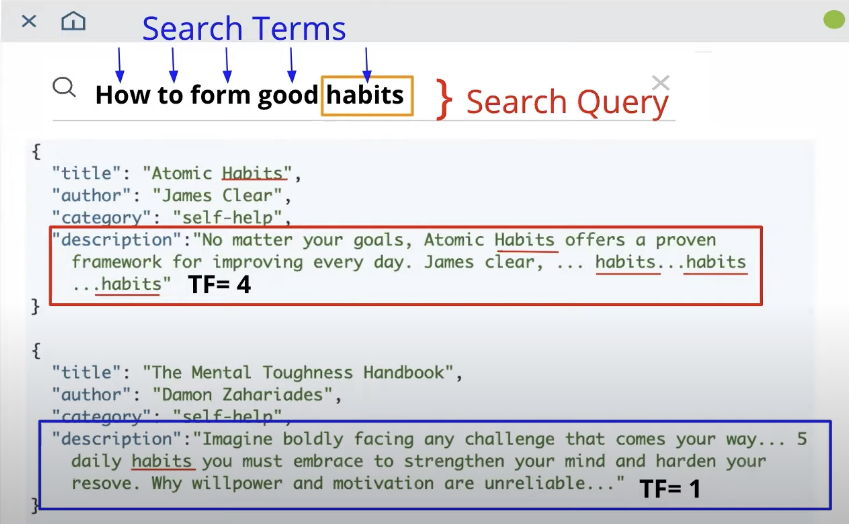 Search Terms
How to form good habits } Search Query
{
"title": "Atomic Habits",
"author": "James Clear",
"category": "self-help",
"description":"No matter your goals, Atomic Habits offers a proven
framework for improving every day. James clear, ... habits...habits
...habits" TF= 4
}
{
"title": "The Mental Toughness Handbook",
"author": "Damon Zahariades",
"category": "self-help",
"description":"Imagine boldly facing any challenge that comes your way... 5
daily habits you must embrace to strengthen your mind and harden your
resove. Why willpower and motivation are unreliable..." TF= 1
}